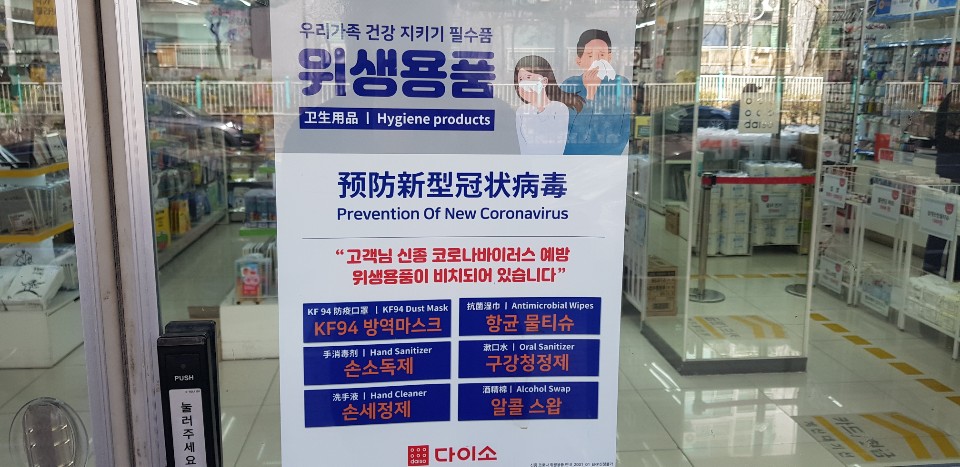 우리가족 건강 지키기 필수품
위생용품
卫生用品 | Hygiene products
预防新型冠状病毒
Prevention Of New Coronavirus
“고객님 신종 코로나바이러스 예방
위생용품이 비치되어 있습니다”
KF 94 防疫口罩 | KF94 Dust Mask
KF94 방역마스크
抗菌湿巾 | Antimicrobial Wipes
항균 물티슈
手消毒剂 | Hand Sanitizer
손소독제
漱口水 | Oral Sanitizer
구강청정제
洗手液 | Hand Cleaner
손세정제
酒精棉 | Alcohol Swap
알콜 스왑
daiso 다이소
PUSH
눌러주세요